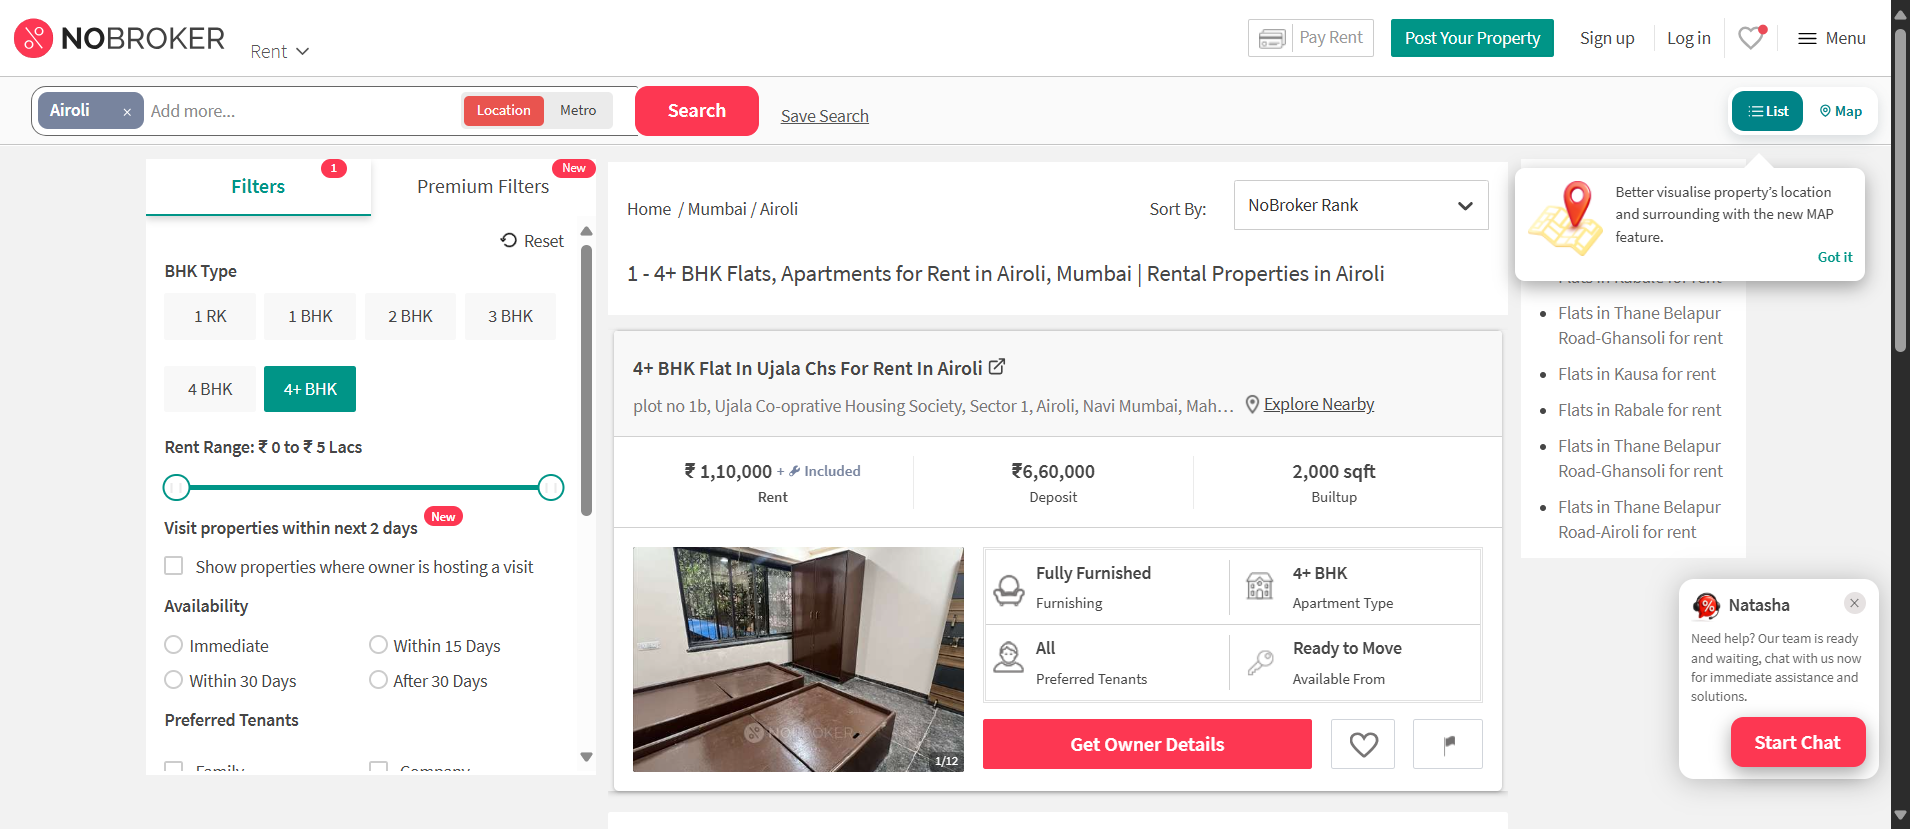 NOBROKER
Rent
Pay Rent
Post Your Property
Sign up
Log in
Menu
Airoli ×
Add more...
Location
Metro
Search
Save Search
List
Map
Filters
1
Premium Filters
New
Reset
BHK Type
1 RK
1 BHK
2 BHK
3 BHK
4 BHK
4+ BHK
Rent Range: ₹ 0 to ₹ 5 Lacs
Visit properties within next 2 days
New
Show properties where owner is hosting a visit
Availability
Immediate
Within 15 Days
Within 30 Days
After 30 Days
Preferred Tenants
Family
Company
Home / Mumbai / Airoli
Sort By:
NoBroker Rank
1 - 4+ BHK Flats, Apartments for Rent in Airoli, Mumbai | Rental Properties in Airoli
4+ BHK Flat In Ujala Chs For Rent In Airoli
plot no 1b, Ujala Co-oprative Housing Society, Sector 1, Airoli, Navi Mumbai, Mah...
Explore Nearby
₹ 1,10,000 + Included
Rent
₹6,60,000
Deposit
2,000 sqft
Builtup
NOBROKER
1/12
Fully Furnished
Furnishing
4+ BHK
Apartment Type
All
Preferred Tenants
Ready to Move
Available From
Get Owner Details
Better visualise property's location
and surrounding with the new MAP
feature.
Got it
Flats in Rabale for rent
Flats in Thane Belapur
Road-Ghansoli for rent
Flats in Kausa for rent
Flats in Rabale for rent
Flats in Thane Belapur
Road-Ghansoli for rent
Flats in Thane Belapur
Road-Airoli for rent
Natasha
Need help? Our team is ready
and waiting, chat with us now
for immediate assistance and
solutions.
Start Chat